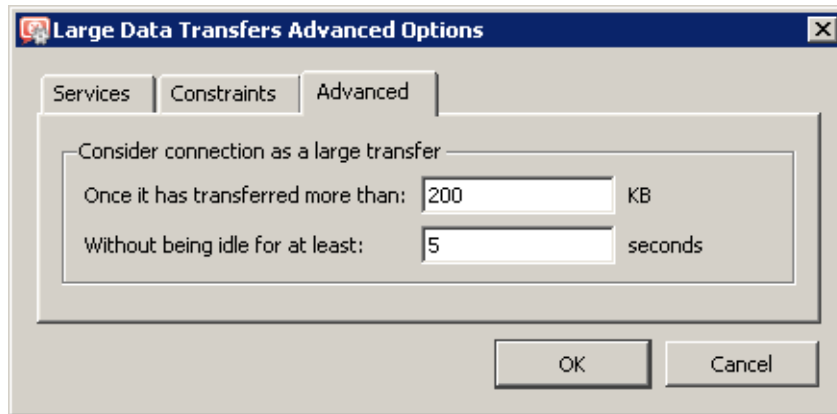 Large Data Transfers Advanced Options
Services Constraints Advanced
Consider connection as a large transfer
Once it has transferred more than: 200 KB
Without being idle for at least: 5 seconds
OK Cancel